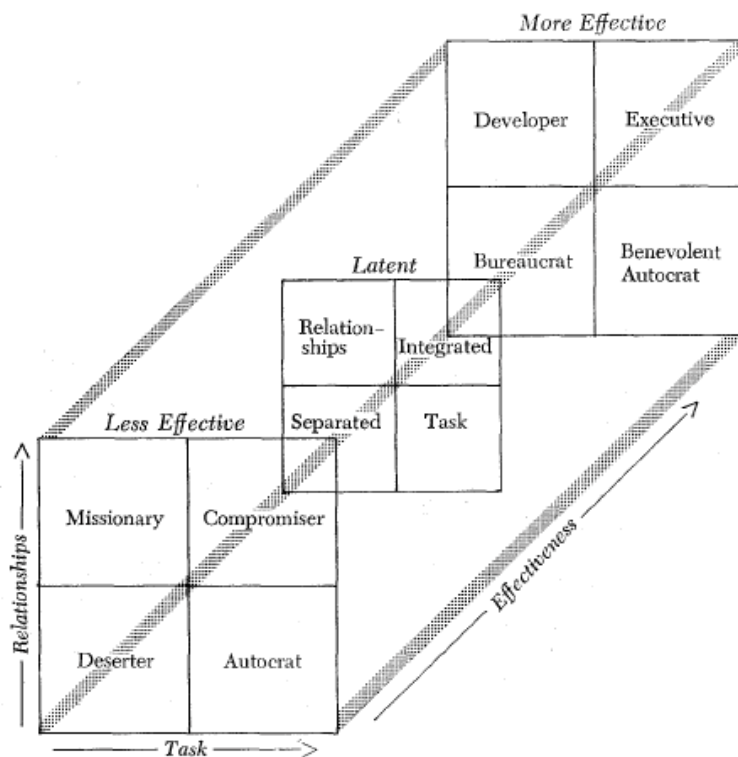 More Effective
Developer
Executive
Bureaucrat
Benevolent
Autocrat
Latent
Relation-
ships
Integrated
Separated
Task
Less Effective
Missionary
Compromiser
Deserter
Autocrat
Relationships
Task
Effectiveness